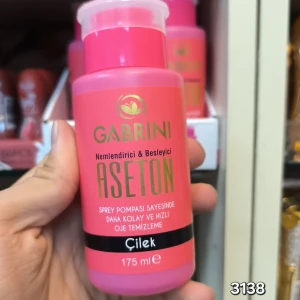 GABRINI
Nemlendirici & Besleyici
ASETON
SPREY POMPASI SAYESİNDE
DAHA KOLAY VE HIZLI
OJE TEMİZLEME
Çilek
175 ml e
3138